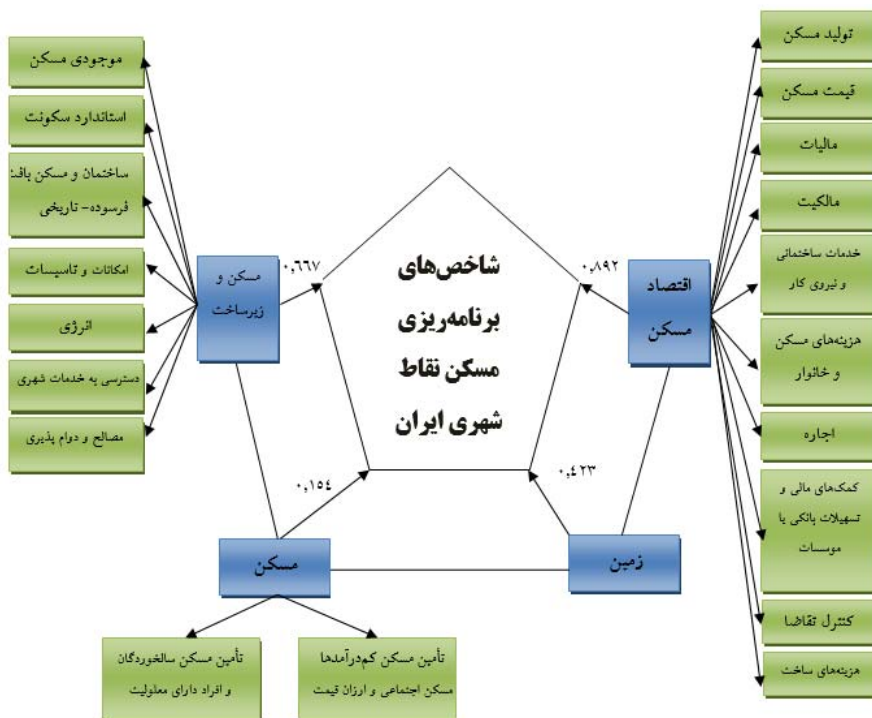 شاخص‌های
برنامه‌ریزی
مسکن نقاط
شهری ایران
۰,۸۹۲
اقتصاد
مسکن
تولید مسکن
قیمت مسکن
مالیات
مالکیت
خدمات ساختمانی
و نیروی کار
هزینه‌های مسکن
و خانوار
اجاره
کمک‌های مالی و
تسهیلات بانکی یا
موسسات
کنترل تقاضا
هزینه‌های ساخت
۰,۶۶۷
مسکن و
زیرساخت
موجودی مسکن
استاندارد سکونت
ساختمان و مسکن بافت
فرسوده- تاریخی
امکانات و تاسیسات
انرژی
دسترسی به خدمات شهری
مصالح و دوام پذیری
۰,٤۲۳
زمین
۰,۱۵٤
مسکن
تأمین مسکن کم‌درآمدها
مسکن اجتماعی و ارزان قیمت
تأمین مسکن سالخوردگان
و افراد دارای معلولیت